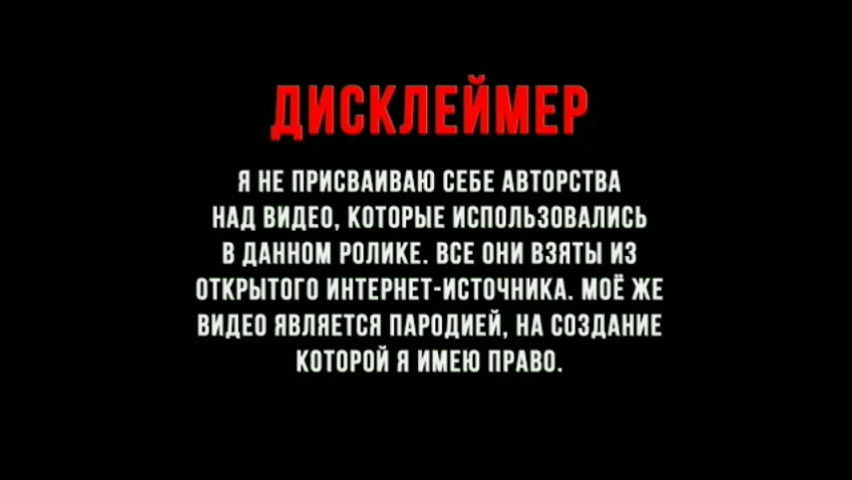 ДИСКЛЕЙМЕР
Я НЕ ПРИСВАИВАЮ СЕБЕ АВТОРСТВА
НАД ВИДЕО, КОТОРЫЕ ИСПОЛЬЗОВАЛИСЬ
В ДАННОМ РОЛИКЕ. ВСЕ ОНИ ВЗЯТЫ ИЗ
ОТКРЫТОГО ИНТЕРНЕТ-ИСТОЧНИКА. МОЁ ЖЕ
ВИДЕО ЯВЛЯЕТСЯ ПАРОДИЕЙ, НА СОЗДАНИЕ
КОТОРОЙ Я ИМЕЮ ПРАВО.